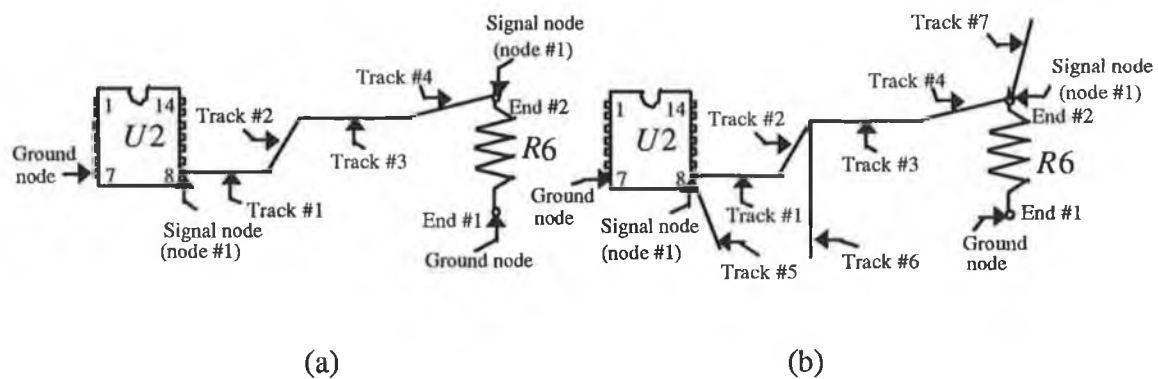 Signal node
(node #1)
Track #4
End #2
1
14
U2
Track #2
Track #3
R6
Ground
node
7
8
Track #1
End #1
Signal node
(node #1)
Ground node
(a)
Track #7
Signal node
(node #1)
Track #4
End #2
1
14
U2
Track #2
Track #3
R6
7
8
Ground
node
Track #1
End #1
Signal node
(node #1)
Ground
node
Track #5
Track #6
(b)